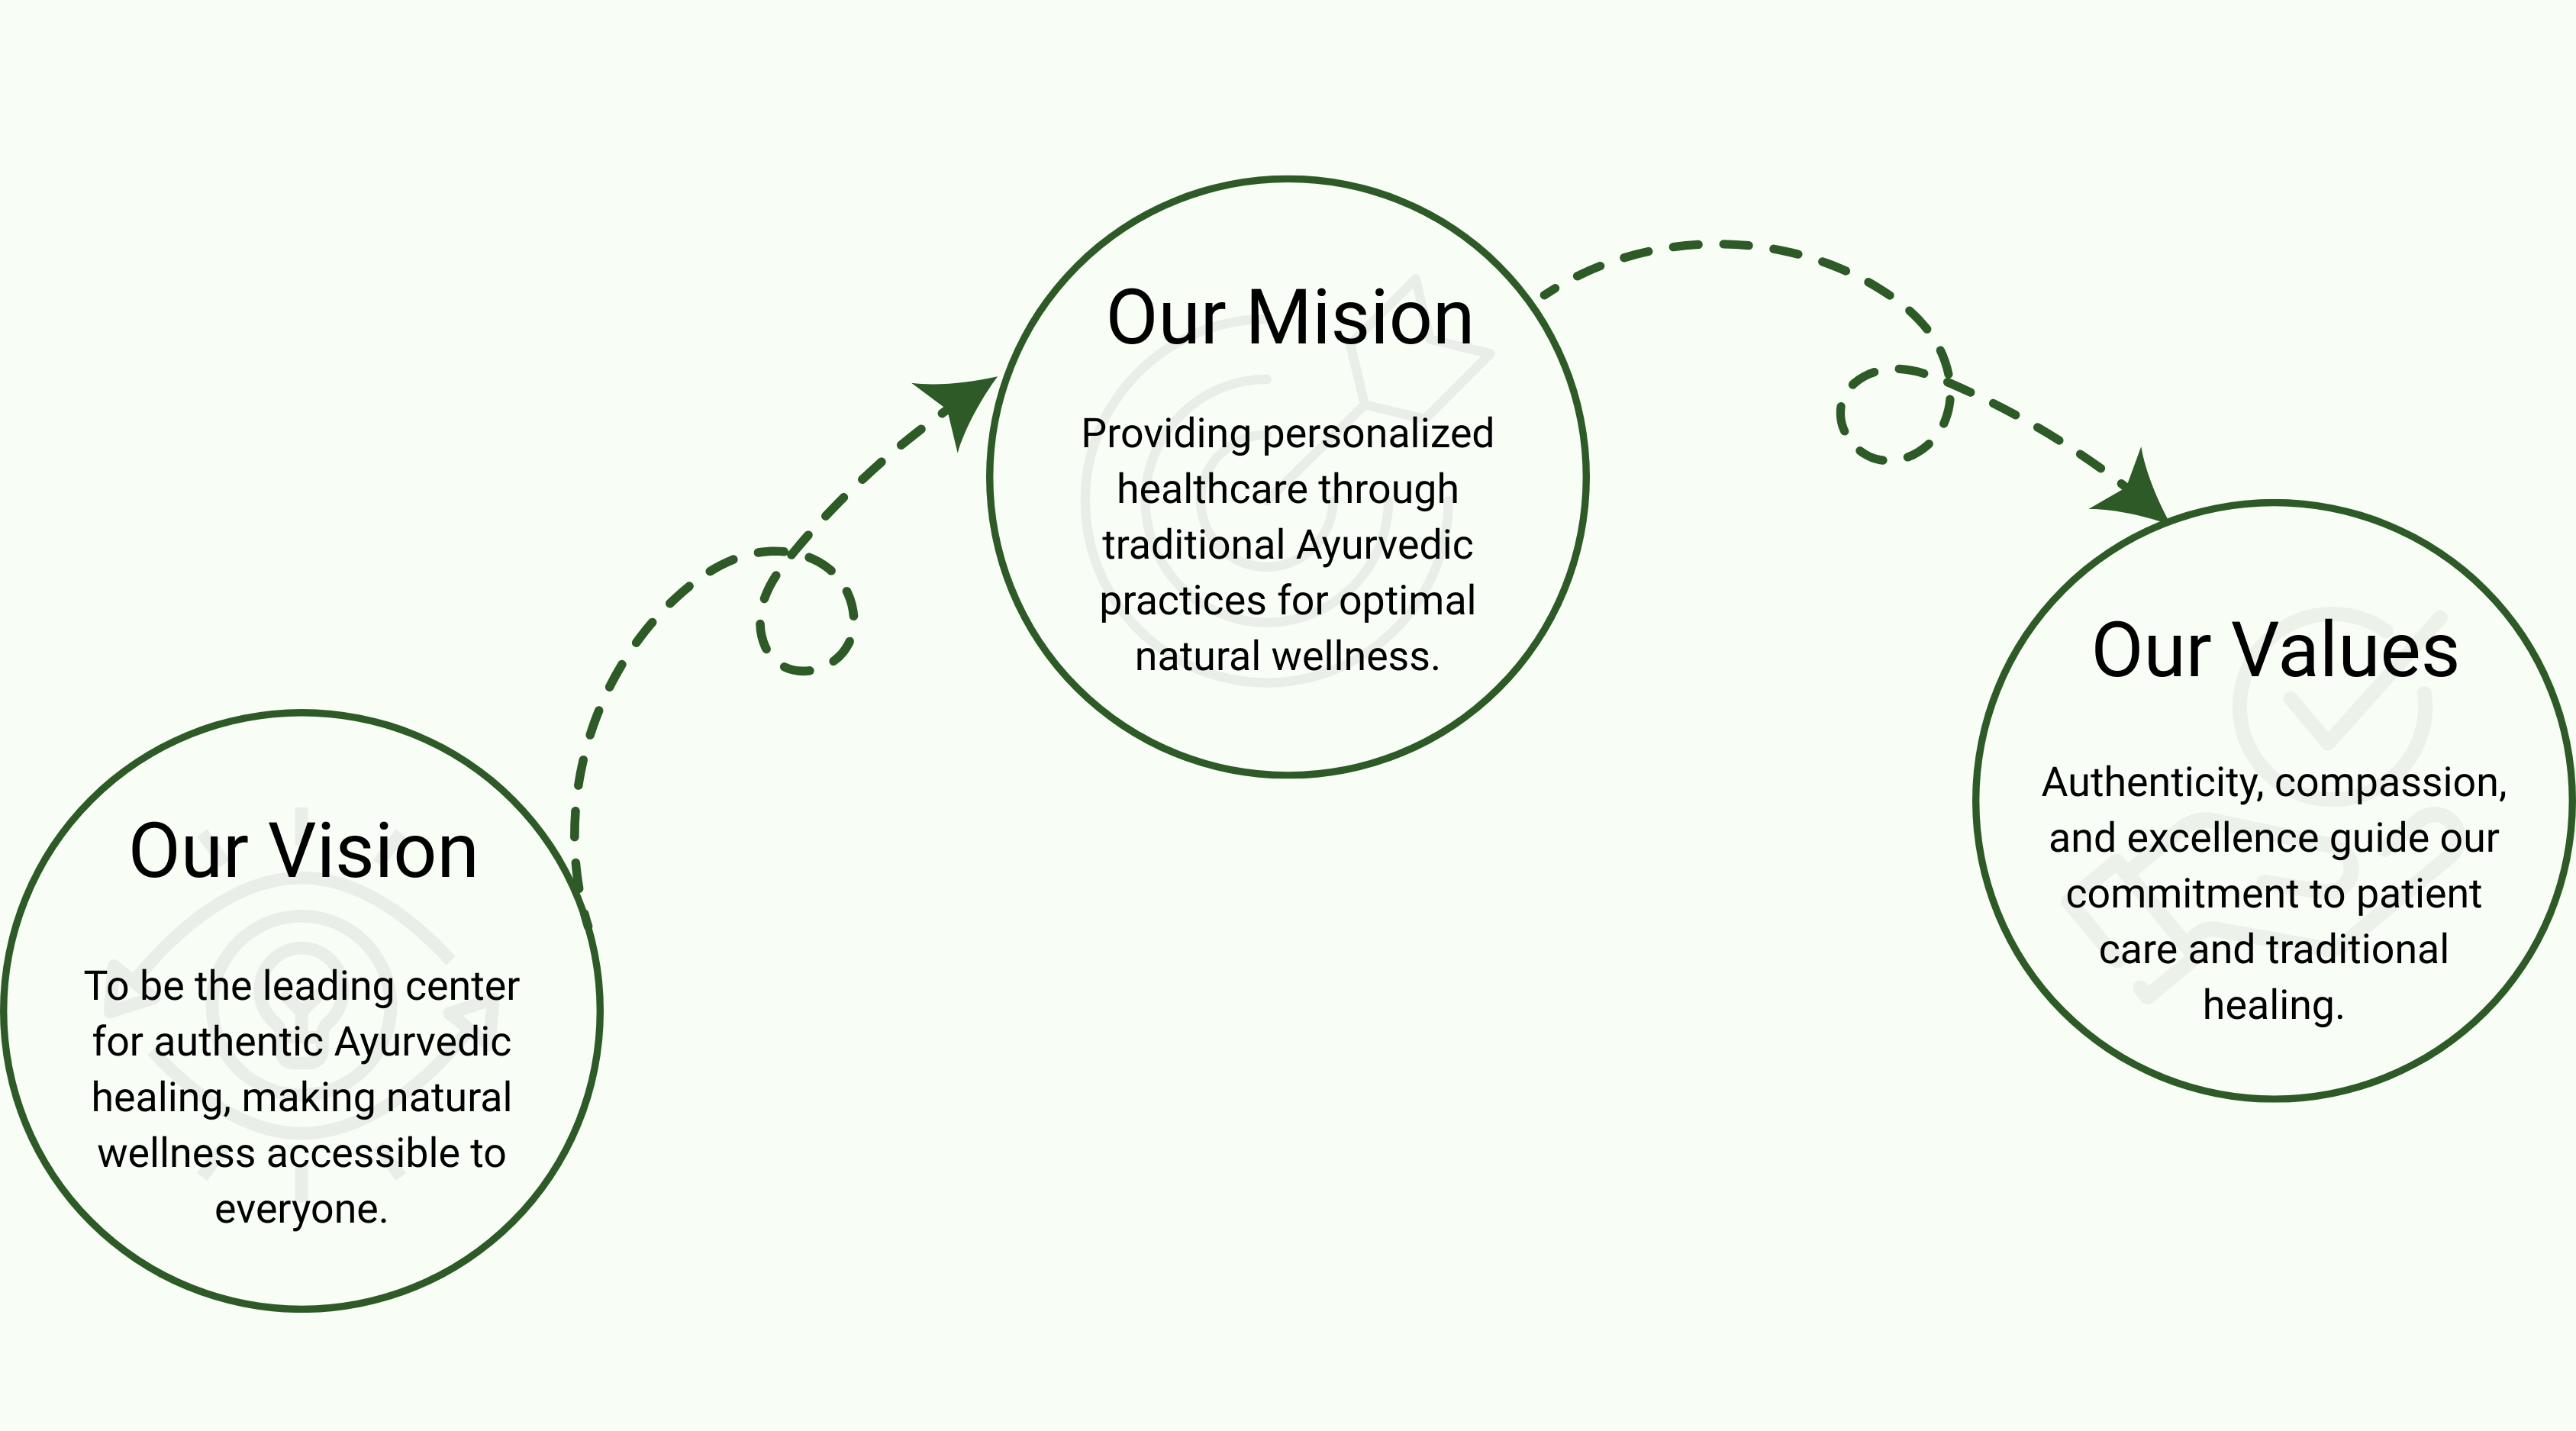 Our Vision
To be the leading center
for authentic Ayurvedic
healing, making natural
wellness accessible to
everyone.
Our Mision
Providing personalized
healthcare through
traditional Ayurvedic
practices for optimal
natural wellness.
Our Values
Authenticity, compassion,
and excellence guide our
commitment to patient
care and traditional
healing.